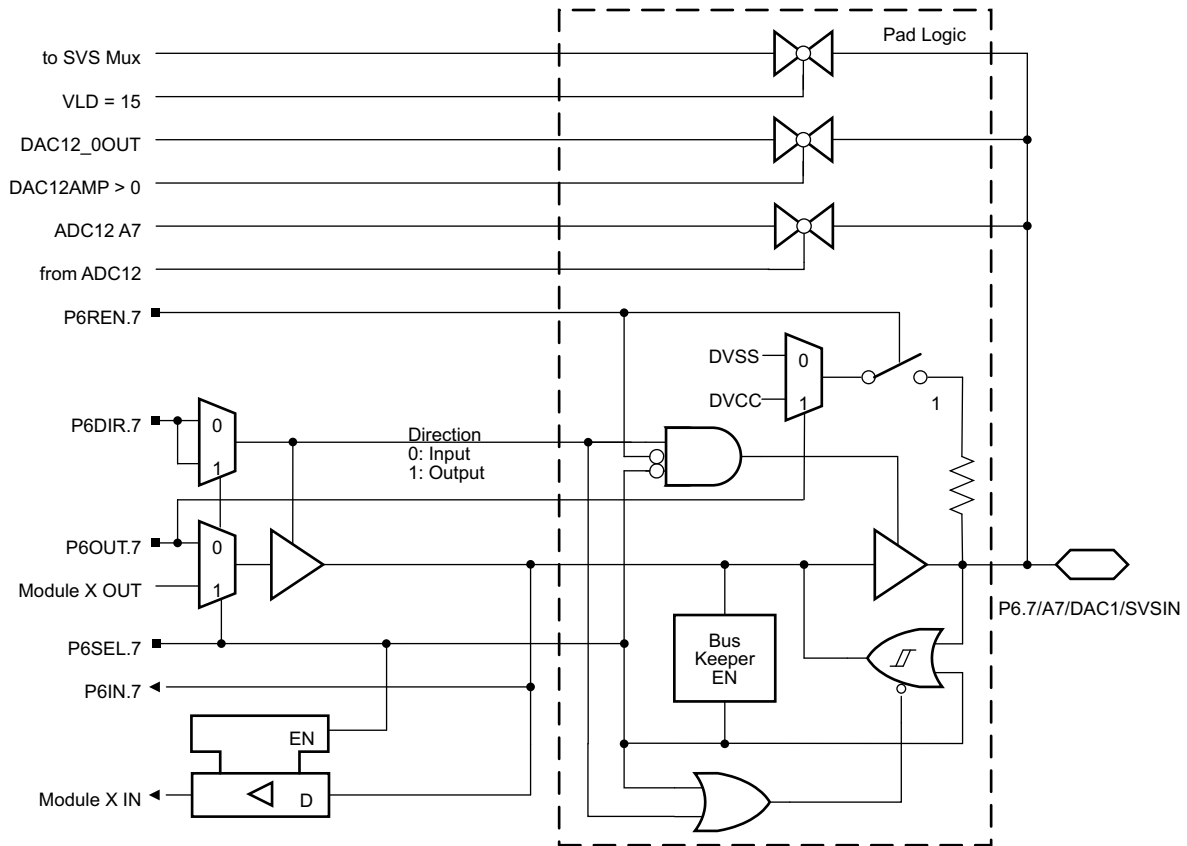 Pad Logic
to SVS Mux
VLD = 15
DAC12_0OUT
DAC12AMP > 0
ADC12 A7
from ADC12
P6REN.7
DVSS
0
DVCC
1
1
P6DIR.7
0
1
Direction
0: Input
1: Output
P6OUT.7
0
Module X OUT
1
P6.7/A7/DAC1/SVSIN
P6SEL.7
Bus
Keeper
EN
P6IN.7
EN
Module X IN
D